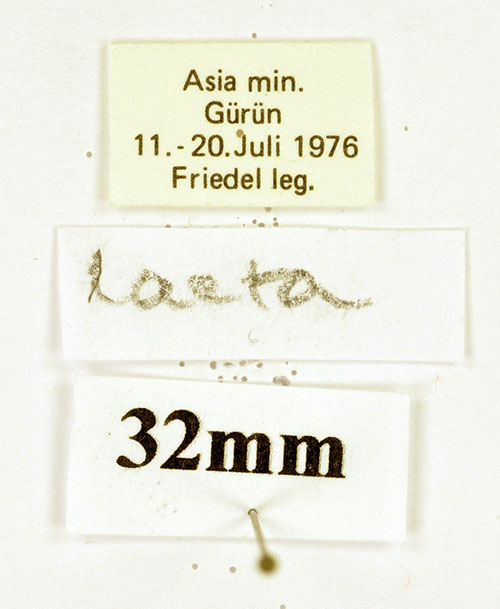 Asia min.
Gürün
11.-20.Juli 1976
Friedel leg.
laeta
32mm